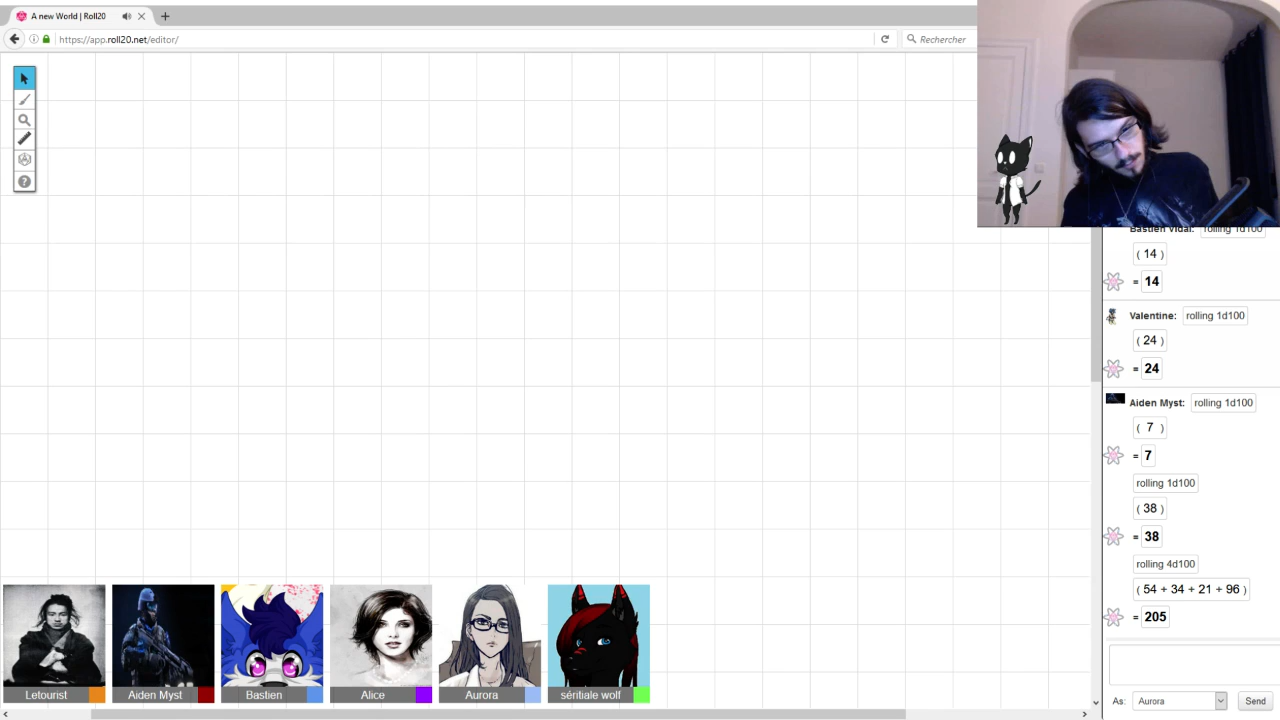 A new World | Roll20
https://app.roll20.net/editor/
Rechercher
Bastien Vidal: rolling 1d100
( 14 )
= 14
Valentine: rolling 1d100
( 24 )
= 24
Aiden Myst: rolling 1d100
( 7 )
= 7
rolling 1d100
( 38 )
= 38
rolling 4d100
( 54 + 34 + 21 + 96 )
= 205
Letourist
Aiden Myst
Bastien
Alice
Aurora
séritiale wolf
As: Aurora Send